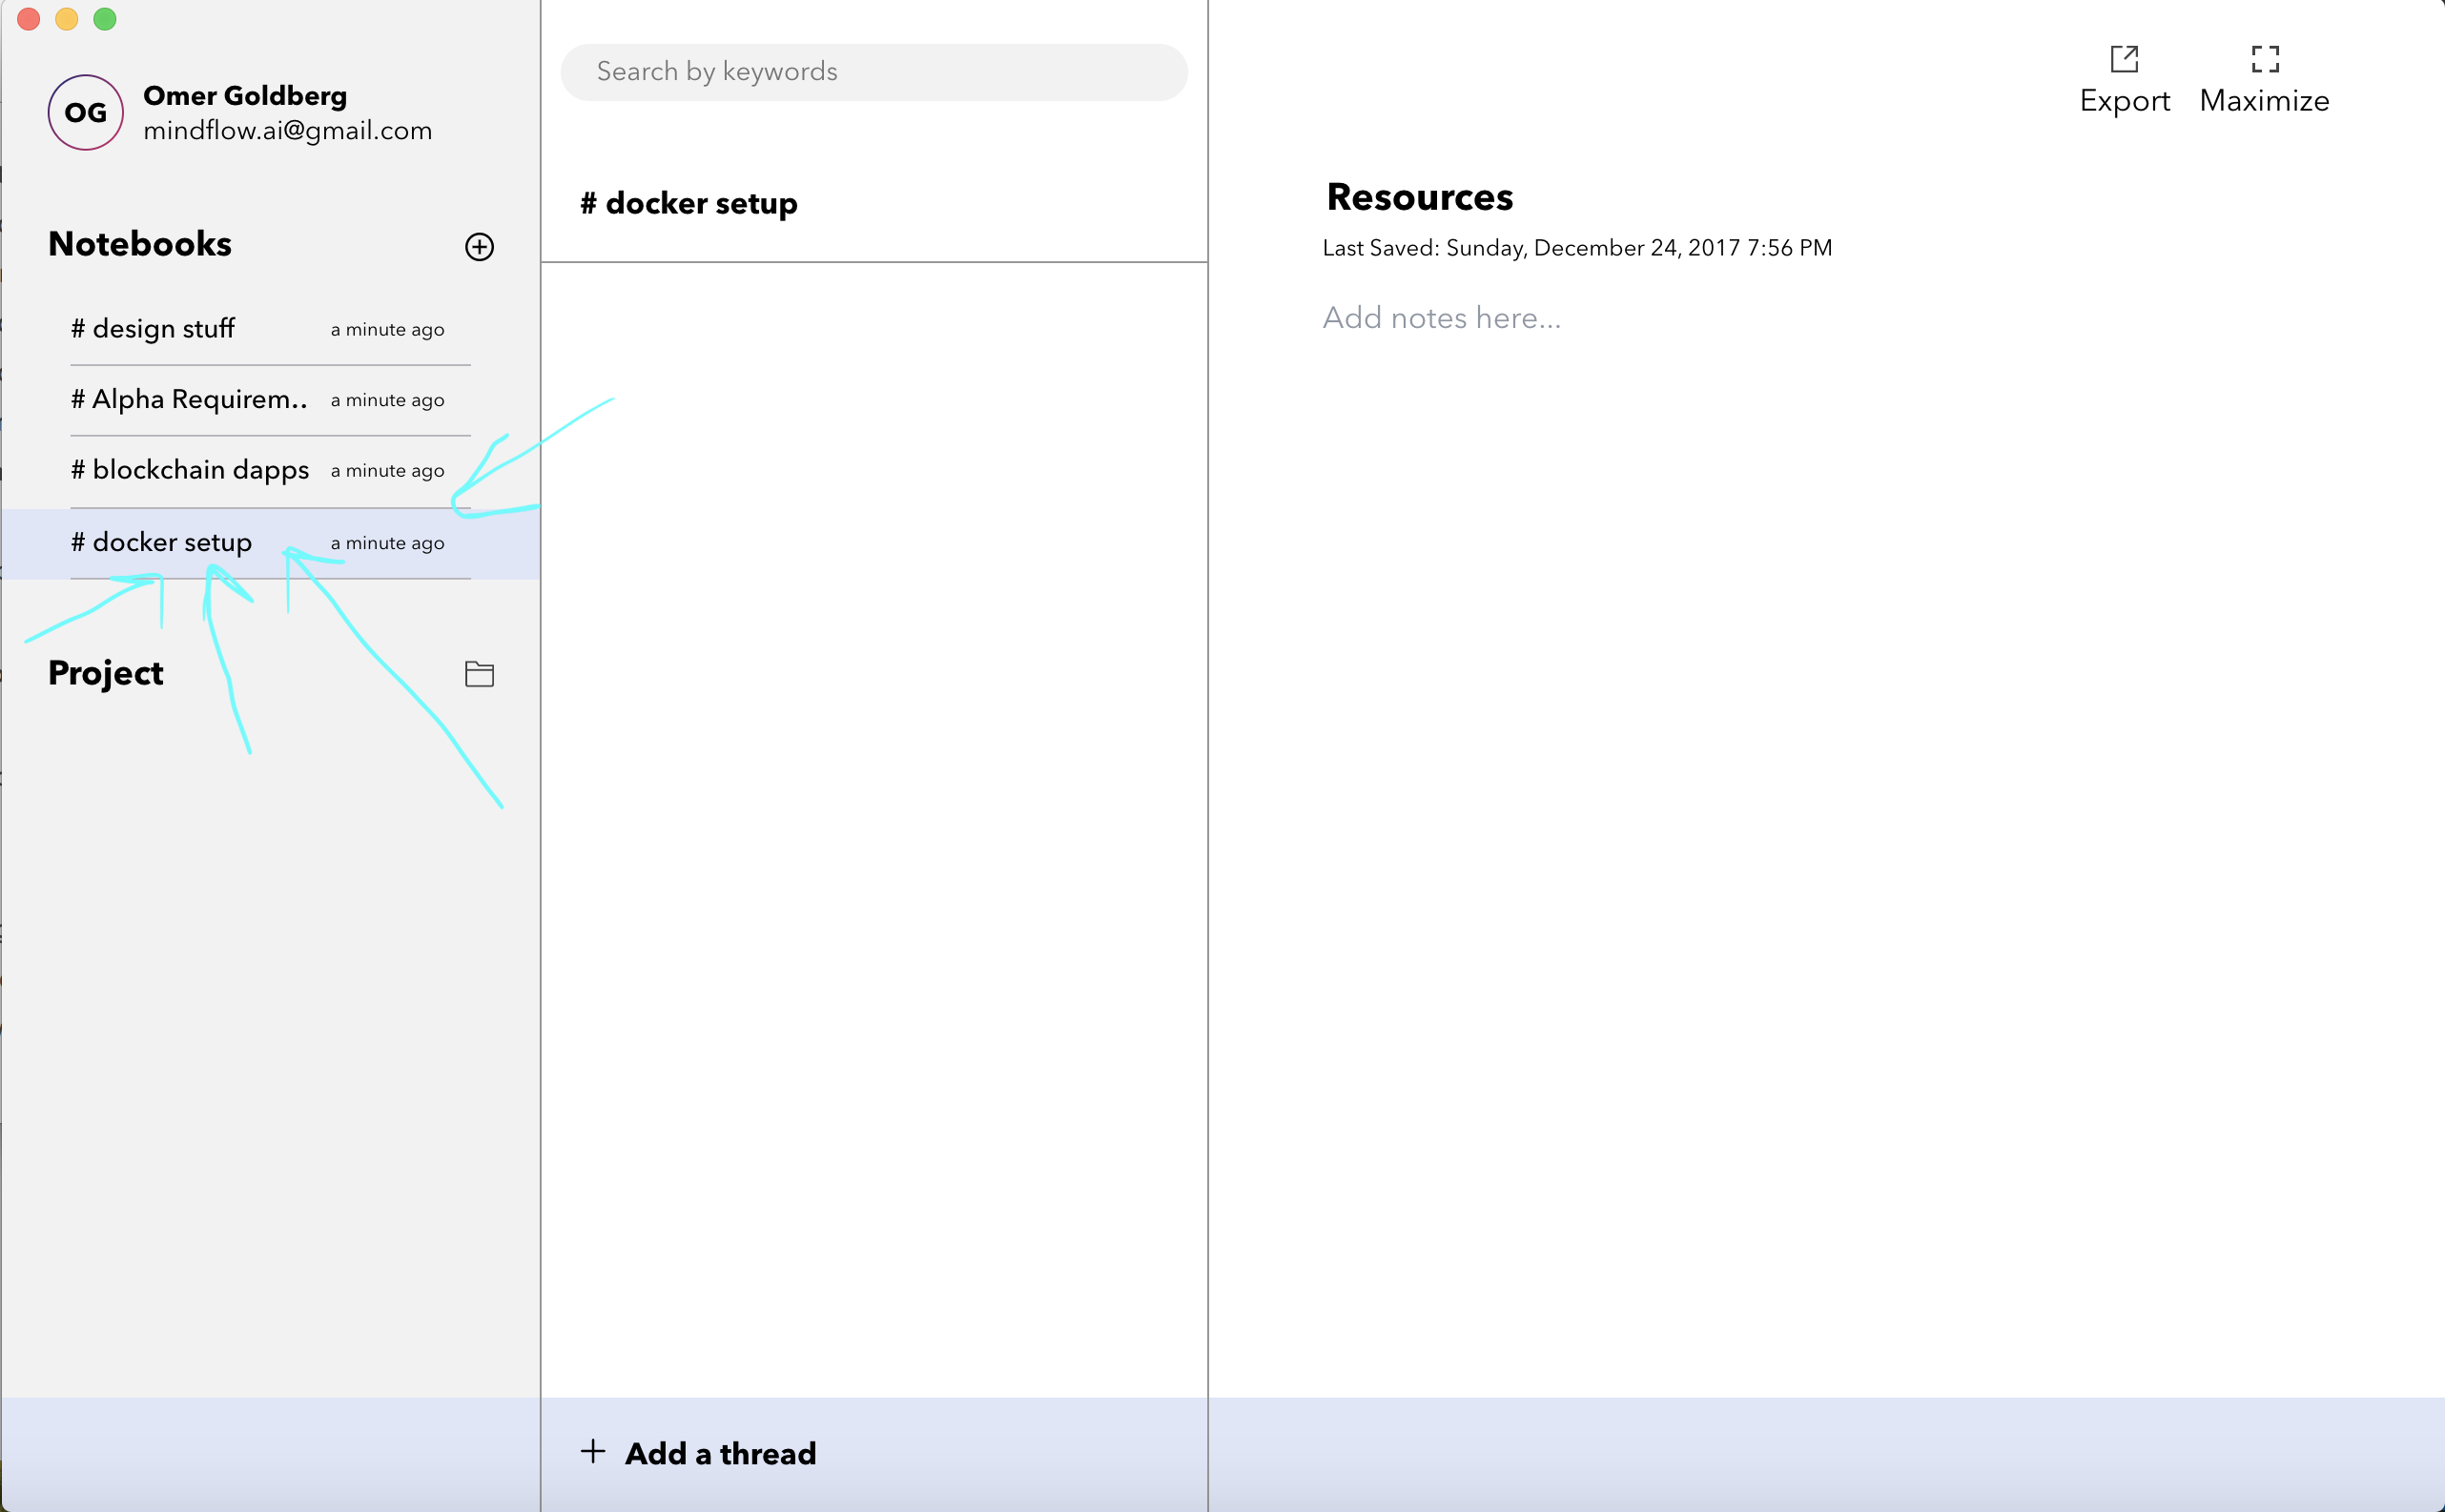 OG
Omer Goldberg
mindflow.ai@gmail.com
Notebooks
# design stuff a minute ago
# Alpha Requirem.. a minute ago
# blockchain dapps a minute ago
# docker setup a minute ago
Project
Search by keywords
# docker setup
+ Add a thread
Export Maximize
Resources
Last Saved: Sunday, December 24, 2017 7:56 PM
Add notes here...